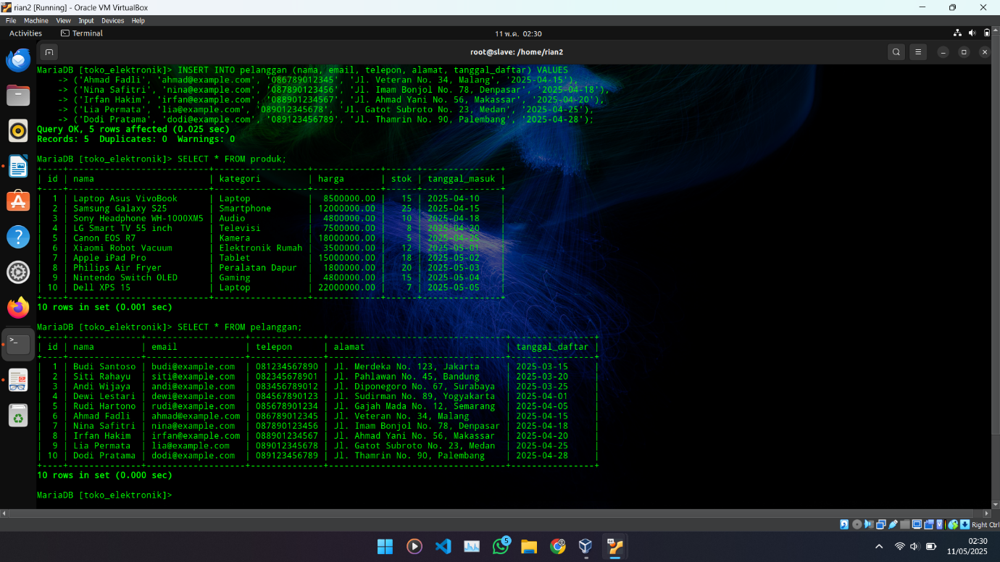 rian2 [Running] - Oracle VM VirtualBox
File Machine View Input Devices Help
Activities Terminal 11 พ.ค. 02:30
root@slave: /home/rian2
MariaDB [toko_elektronik]> INSERT INTO pelanggan (nama, email, telepon, alamat, tanggal_daftar) VALUES
-> ('Ahmad Fadli', 'ahmad@example.com', '086789012345', 'Jl. Veteran No. 34, Malang', '2025-04-15'),
-> ('Nina Safitri', 'nina@example.com', '087890123456', 'Jl. Imam Bonjol No. 78, Denpasar', '2025-04-18'),
-> ('Irfan Hakim', 'irfan@example.com', '088901234567', 'Jl. Ahmad Yani No. 56, Makassar', '2025-04-20'),
-> ('Lia Permata', 'lia@example.com', '089012345678', 'Jl. Gatot Subroto No. 23, Medan', '2025-04-25'),
-> ('Dodi Pratama', 'dodi@example.com', '089123456789', 'Jl. Thamrin No. 90, Palembang', '2025-04-28');
Query OK, 5 rows affected (0.025 sec)
Records: 5  Duplicates: 0  Warnings: 0
MariaDB [toko_elektronik]> SELECT * FROM produk;
| id | nama | kategori | harga | stok | tanggal_masuk |
| 1 | Laptop Asus VivoBook | Laptop | 8500000.00 | 15 | 2025-04-10 |
| 2 | Samsung Galaxy S25 | Smartphone | 12000000.00 | 25 | 2025-04-15 |
| 3 | Sony Headphone WH-1000XM5 | Audio | 4800000.00 | 10 | 2025-04-18 |
| 4 | LG Smart TV 55 inch | Televisi | 7500000.00 | 8 | 2025-04-20 |
| 5 | Canon EOS R7 | Kamera | 18000000.00 | 5 | 2025-04-25 |
| 6 | Xiaomi Robot Vacuum | Elektronik Rumah | 3500000.00 | 12 | 2025-05-01 |
| 7 | Apple iPad Pro | Tablet | 15000000.00 | 18 | 2025-05-02 |
| 8 | Philips Air Fryer | Peralatan Dapur | 1800000.00 | 20 | 2025-05-03 |
| 9 | Nintendo Switch OLED | Gaming | 4800000.00 | 15 | 2025-05-04 |
| 10 | Dell XPS 15 | Laptop | 22000000.00 | 7 | 2025-05-05 |
10 rows in set (0.001 sec)
MariaDB [toko_elektronik]> SELECT * FROM pelanggan;
| id | nama | email | telepon | alamat | tanggal_daftar |
| 1 | Budi Santoso | budi@example.com | 081234567890 | Jl. Merdeka No. 123, Jakarta | 2025-03-15 |
| 2 | Siti Rahayu | siti@example.com | 082345678901 | Jl. Pahlawan No. 45, Bandung | 2025-03-20 |
| 3 | Andi Wijaya | andi@example.com | 083456789012 | Jl. Diponegoro No. 67, Surabaya | 2025-03-25 |
| 4 | Dewi Lestari | dewi@example.com | 084567890123 | Jl. Sudirman No. 89, Yogyakarta | 2025-04-01 |
| 5 | Rudi Hartono | rudi@example.com | 085678901234 | Jl. Gajah Mada No. 12, Semarang | 2025-04-05 |
| 6 | Ahmad Fadli | ahmad@example.com | 086789012345 | Jl. Veteran No. 34, Malang | 2025-04-15 |
| 7 | Nina Safitri | nina@example.com | 087890123456 | Jl. Imam Bonjol No. 78, Denpasar | 2025-04-18 |
| 8 | Irfan Hakim | irfan@example.com | 088901234567 | Jl. Ahmad Yani No. 56, Makassar | 2025-04-20 |
| 9 | Lia Permata | lia@example.com | 089012345678 | Jl. Gatot Subroto No. 23, Medan | 2025-04-25 |
| 10 | Dodi Pratama | dodi@example.com | 089123456789 | Jl. Thamrin No. 90, Palembang | 2025-04-28 |
10 rows in set (0.000 sec)
MariaDB [toko_elektronik]>
Right Ctrl
5
02:30
11/05/2025